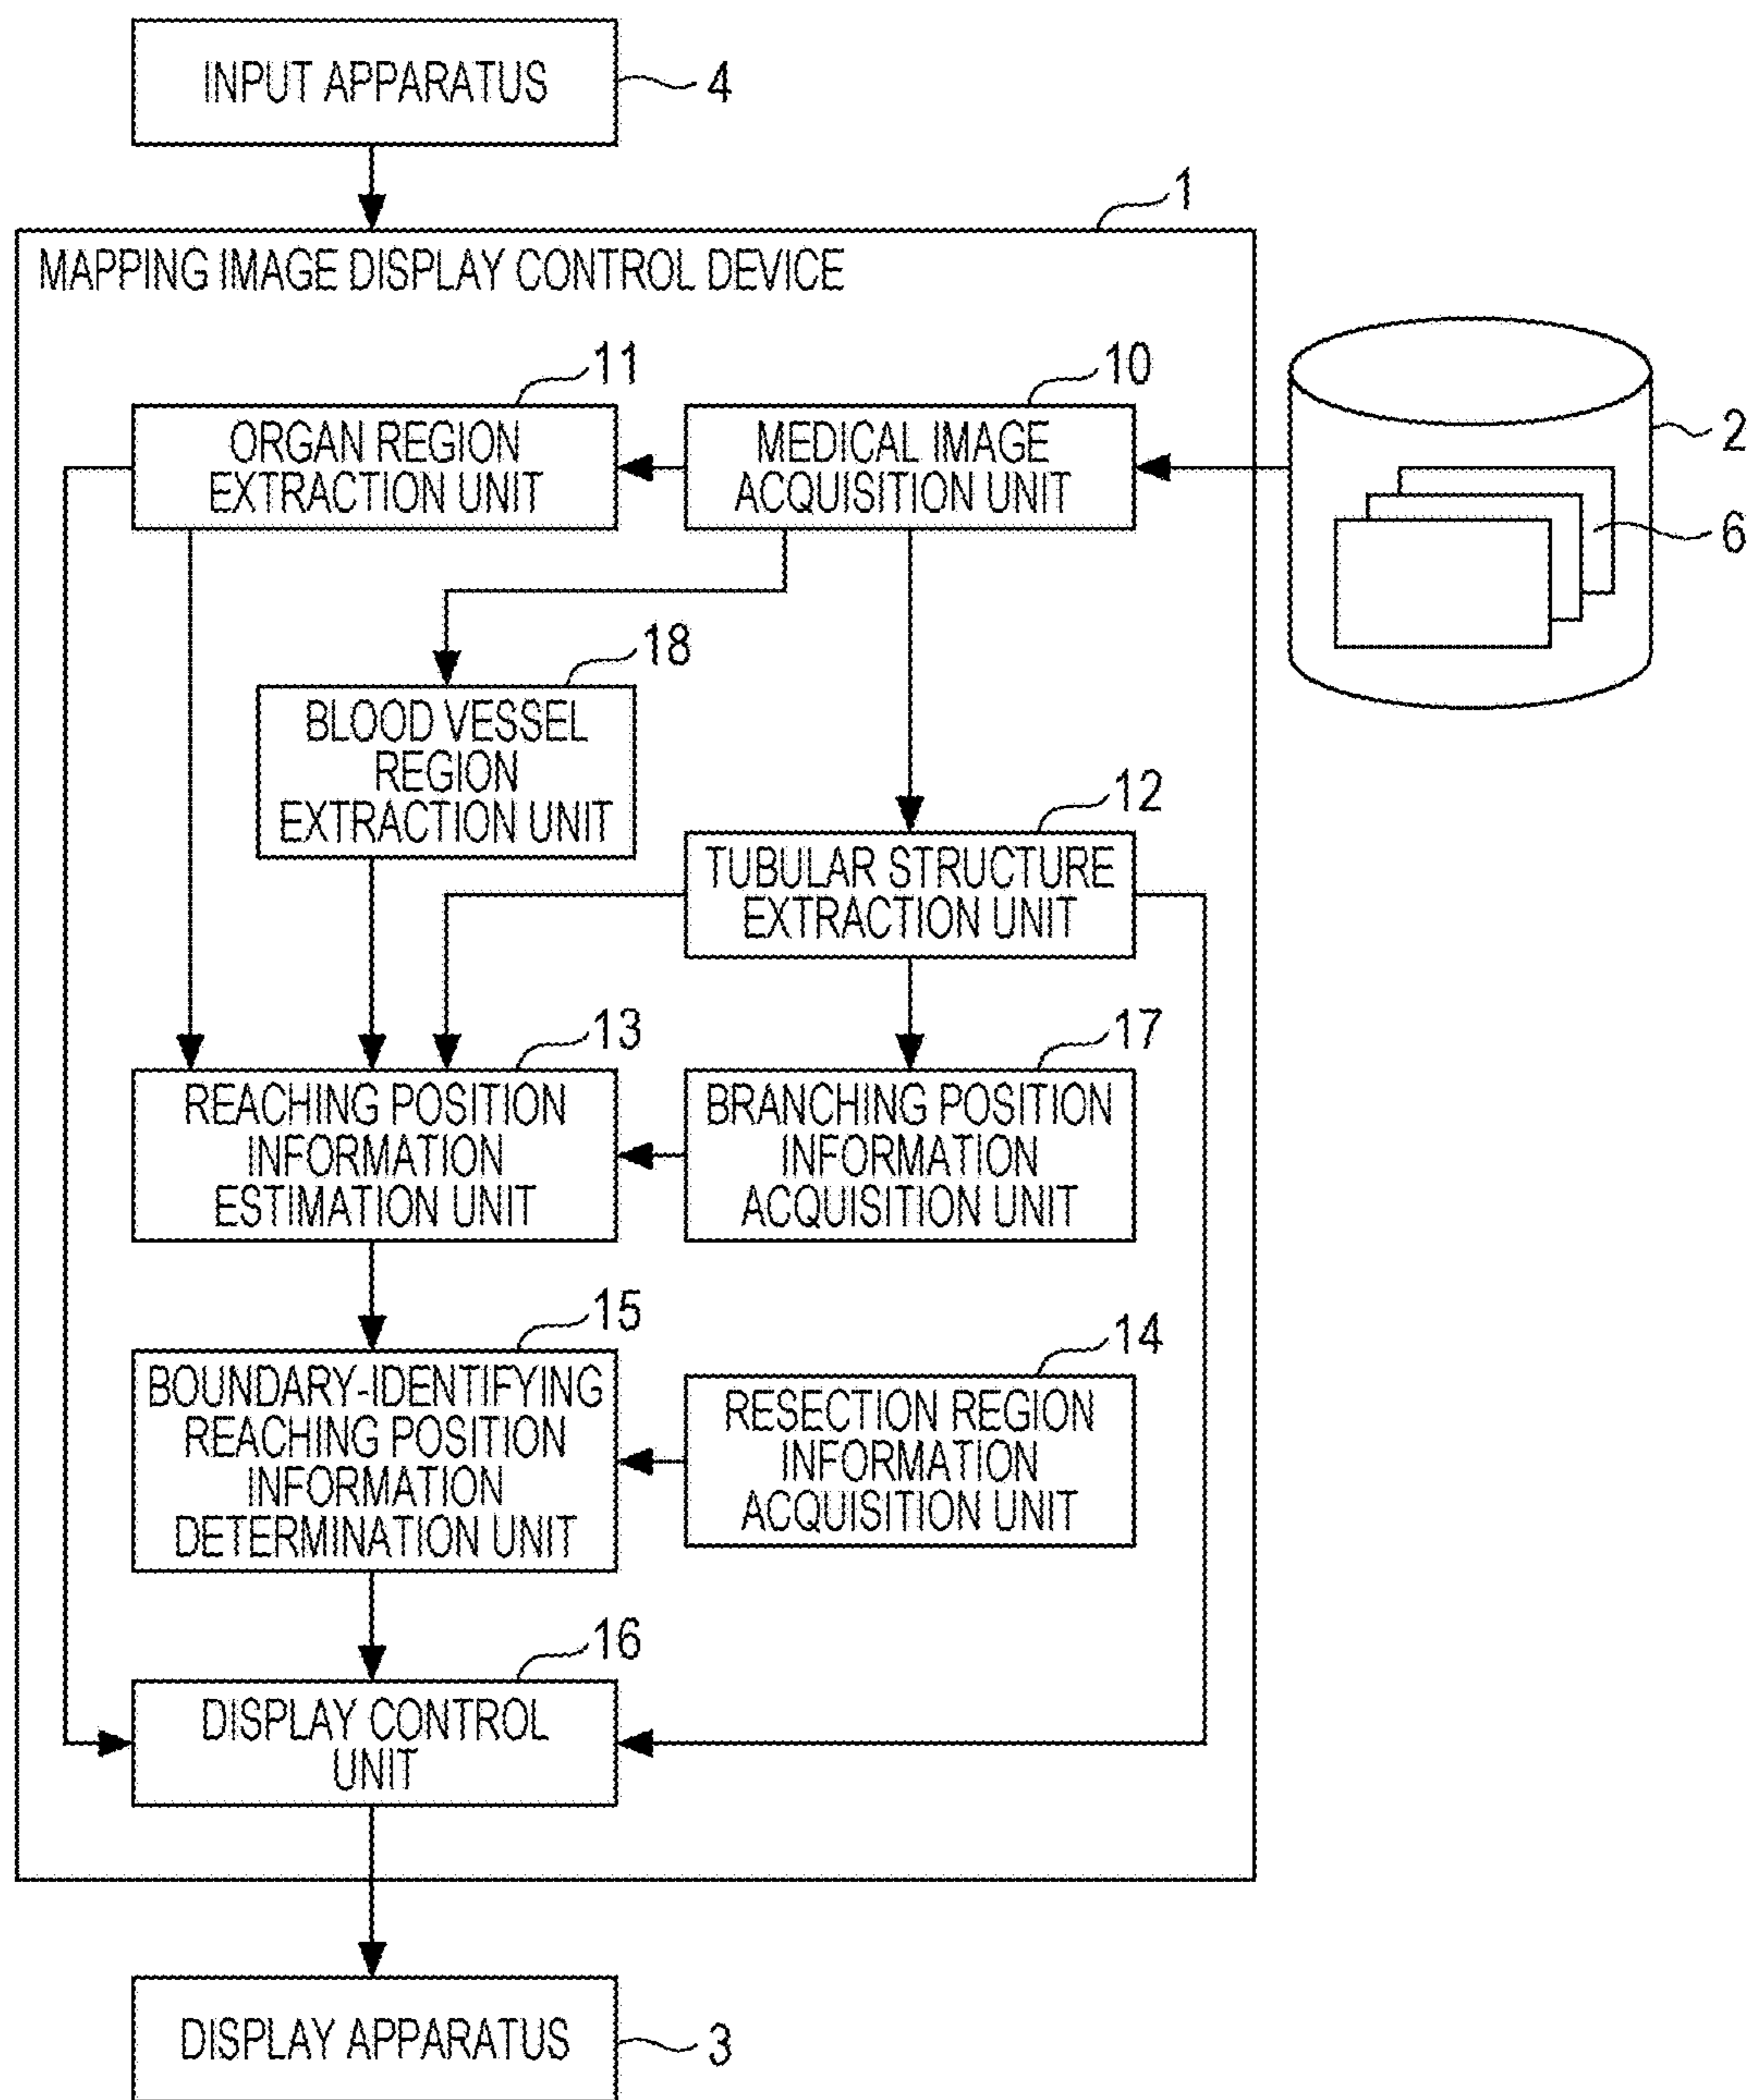 INPUT APPARATUS
4
1
MAPPING IMAGE DISPLAY CONTROL DEVICE
11
10
ORGAN REGION
EXTRACTION UNIT
MEDICAL IMAGE
ACQUISITION UNIT
2
6
18
BLOOD VESSEL
REGION
EXTRACTION UNIT
12
TUBULAR STRUCTURE
EXTRACTION UNIT
13
17
REACHING POSITION
INFORMATION
ESTIMATION UNIT
BRANCHING POSITION
INFORMATION
ACQUISITION UNIT
15
14
BOUNDARY-IDENTIFYING
REACHING POSITION
INFORMATION
DETERMINATION UNIT
RESECTION REGION
INFORMATION
ACQUISITION UNIT
16
DISPLAY CONTROL
UNIT
DISPLAY APPARATUS
3